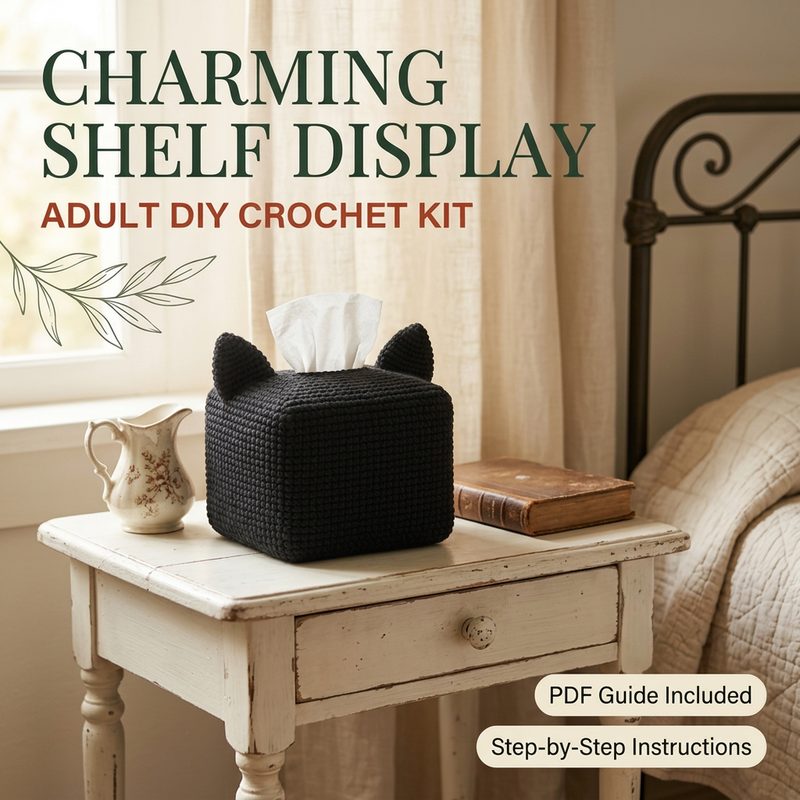 CHARMING
SHELF DISPLAY
ADULT DIY CROCHET KIT
PDF Guide Included
Step-by-Step Instructions